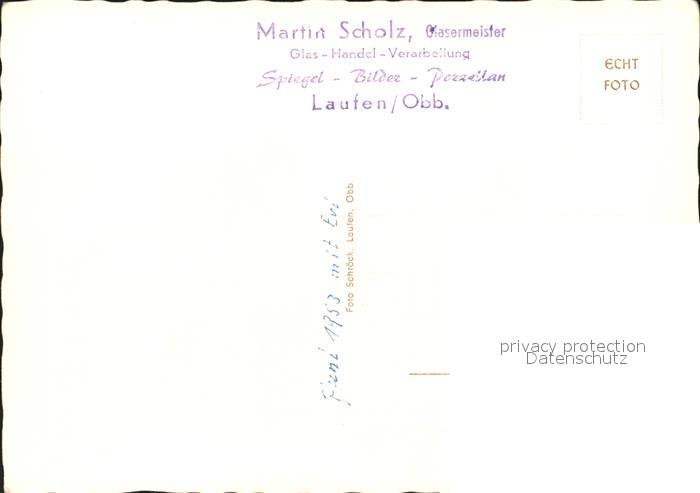 Martin Scholz, Glasermeister
Glas-Handel-Verarbeitung
Spiegel - Bilder - Porzellan
Laufen/Obb.
ECHT
FOTO
Juni 1953 mit Evi
Foto Schröck, Laufen, Obb.
privacy protection
Datenschutz